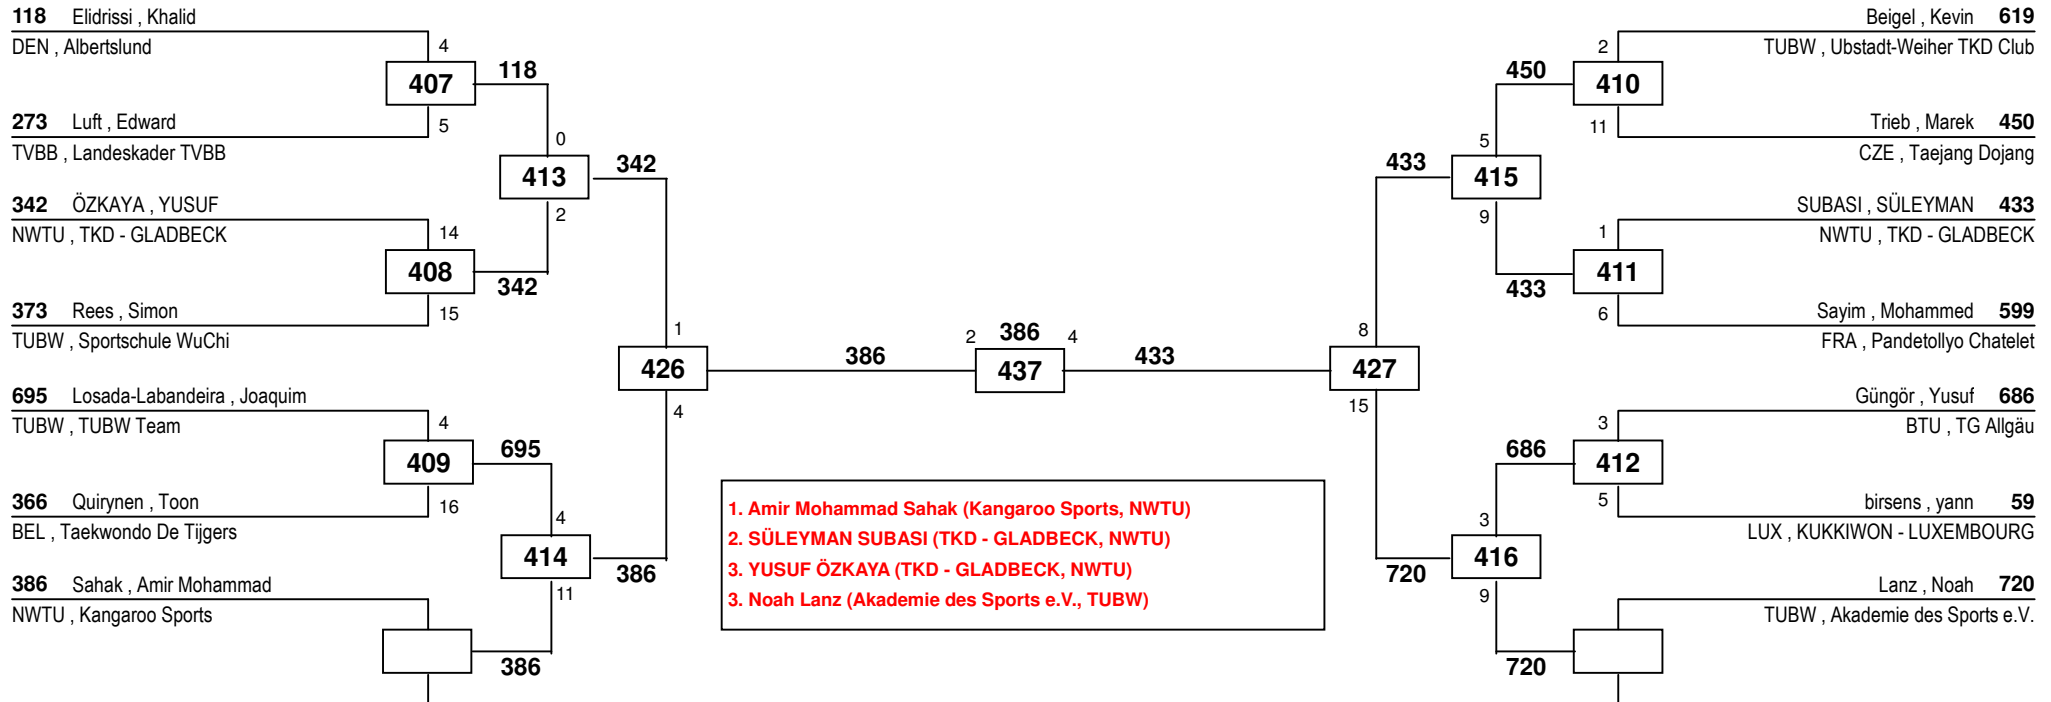 118 Elidrissi , Khalid
DEN , Albertslund
4
407
118
5
273 Luft , Edward
TVBB , Landeskader TVBB
0
413
342
2
342 ÖZKAYA , YUSUF
NWTU , TKD - GLADBECK
14
408
342
15
373 Rees , Simon
TUBW , Sportschule WuChi
1
426
386
4
695 Losada-Labandeira , Joaquim
TUBW , TUBW Team
4
409
695
16
366 Quirynen , Toon
BEL , Taekwondo De Tijgers
4
414
386
11
386 Sahak , Amir Mohammad
NWTU , Kangaroo Sports
386
2 386 4
437
433
1. Amir Mohammad Sahak (Kangaroo Sports, NWTU)
2. SÜLEYMAN SUBASI (TKD - GLADBECK, NWTU)
3. YUSUF ÖZKAYA (TKD - GLADBECK, NWTU)
3. Noah Lanz (Akademie des Sports e.V., TUBW)
Beigel , Kevin 619
TUBW , Ubstadt-Weiher TKD Club
2
450
410
11
Trieb , Marek 450
CZE , Taejang Dojang
5
433
415
9
SUBASI , SÜLEYMAN 433
NWTU , TKD - GLADBECK
1
411
433
6
Sayim , Mohammed 599
FRA , Pandetollyo Chatelet
8
427
15
Güngör , Yusuf 686
BTU , TG Allgäu
3
686
412
5
birsens , yann 59
LUX , KUKKIWON - LUXEMBOURG
3
416
720
9
Lanz , Noah 720
TUBW , Akademie des Sports e.V.
720